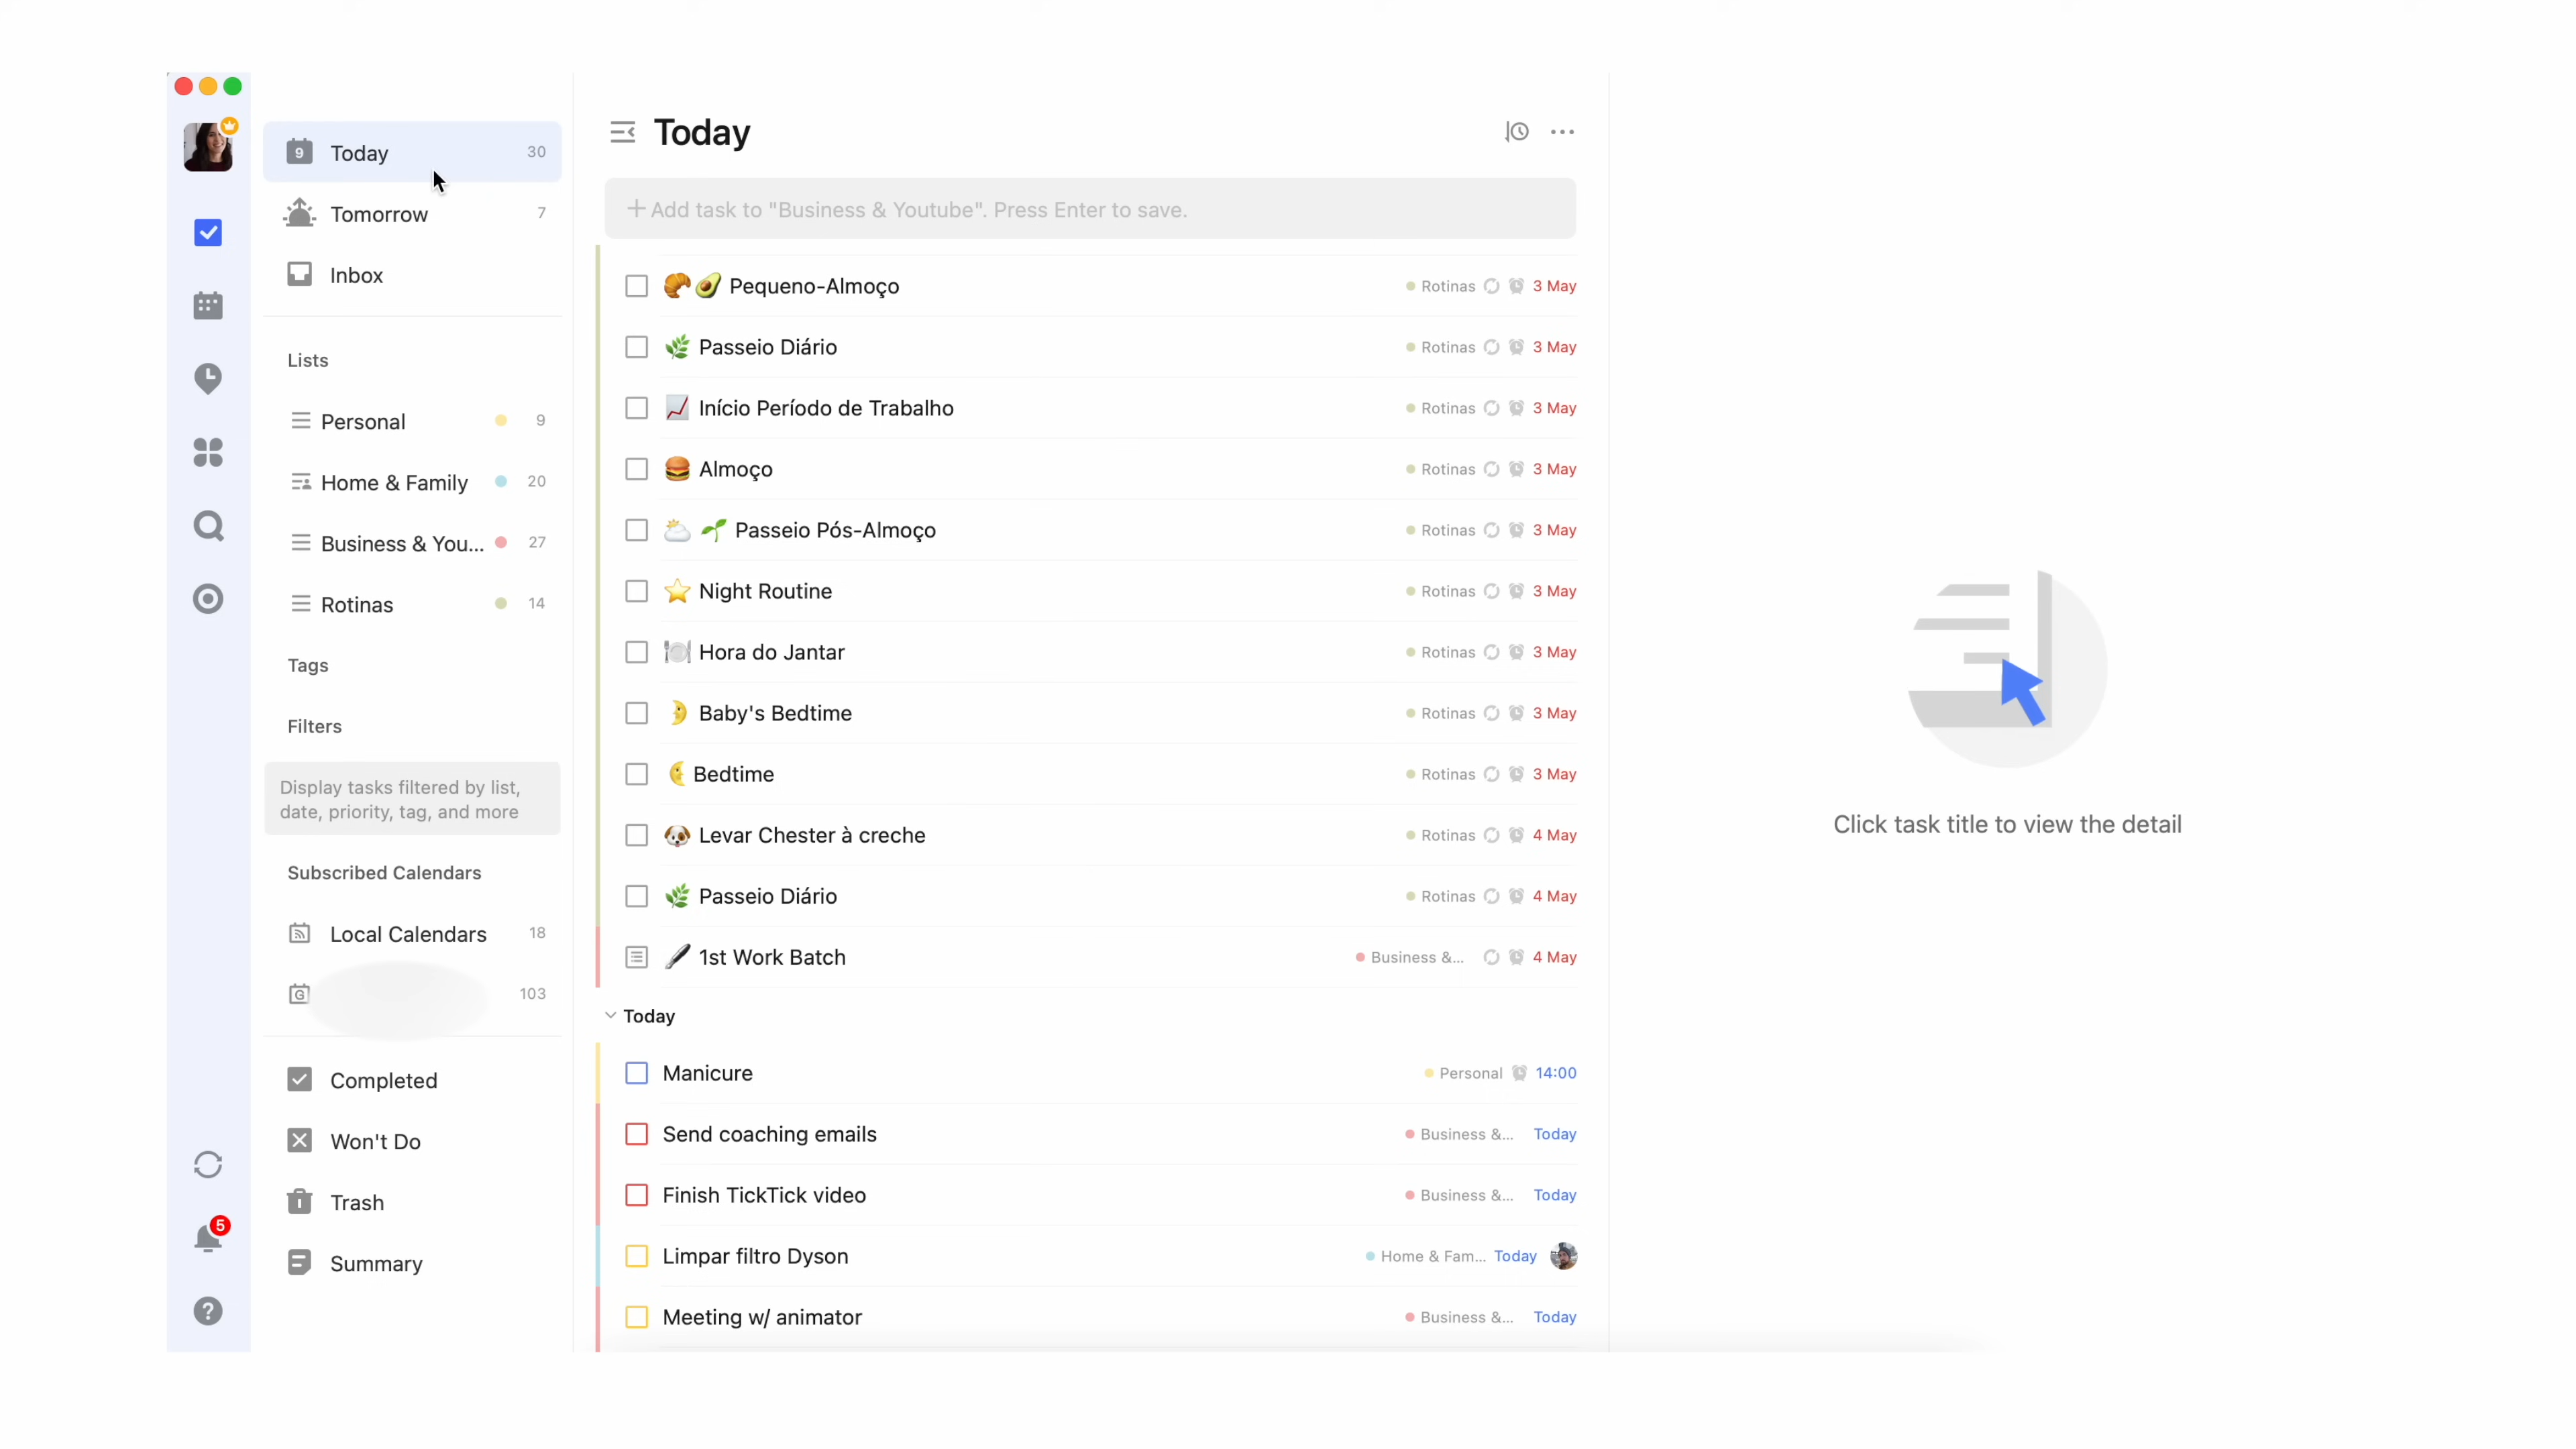 9 Today 30
Tomorrow 7
Inbox
Lists
Personal 9
Home & Family 20
Business & You... 27
Rotinas 14
Tags
Filters
Display tasks filtered by list,
date, priority, tag, and more
Subscribed Calendars
Local Calendars 18
G 103
Completed
Won't Do
Trash
Summary
5
?
Today
+ Add task to "Business & Youtube". Press Enter to save.
Pequeno-Almoço Rotinas 3 May
Passeio Diário Rotinas 3 May
Início Período de Trabalho Rotinas 3 May
Almoço Rotinas 3 May
Passeio Pós-Almoço Rotinas 3 May
Night Routine Rotinas 3 May
Hora do Jantar Rotinas 3 May
Baby's Bedtime Rotinas 3 May
Bedtime Rotinas 3 May
Levar Chester à creche Rotinas 4 May
Passeio Diário Rotinas 4 May
1st Work Batch Business &... 4 May
Today
Manicure Personal 14:00
Send coaching emails Business &... Today
Finish TickTick video Business &... Today
Limpar filtro Dyson Home & Fam... Today
Meeting w/ animator Business &... Today
Click task title to view the detail